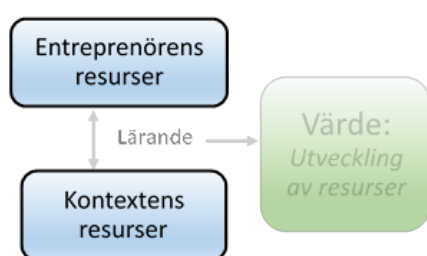 Entreprenörens
resurser
Lärande
Värde:
Utveckling
av resurser
Kontextens
resurser